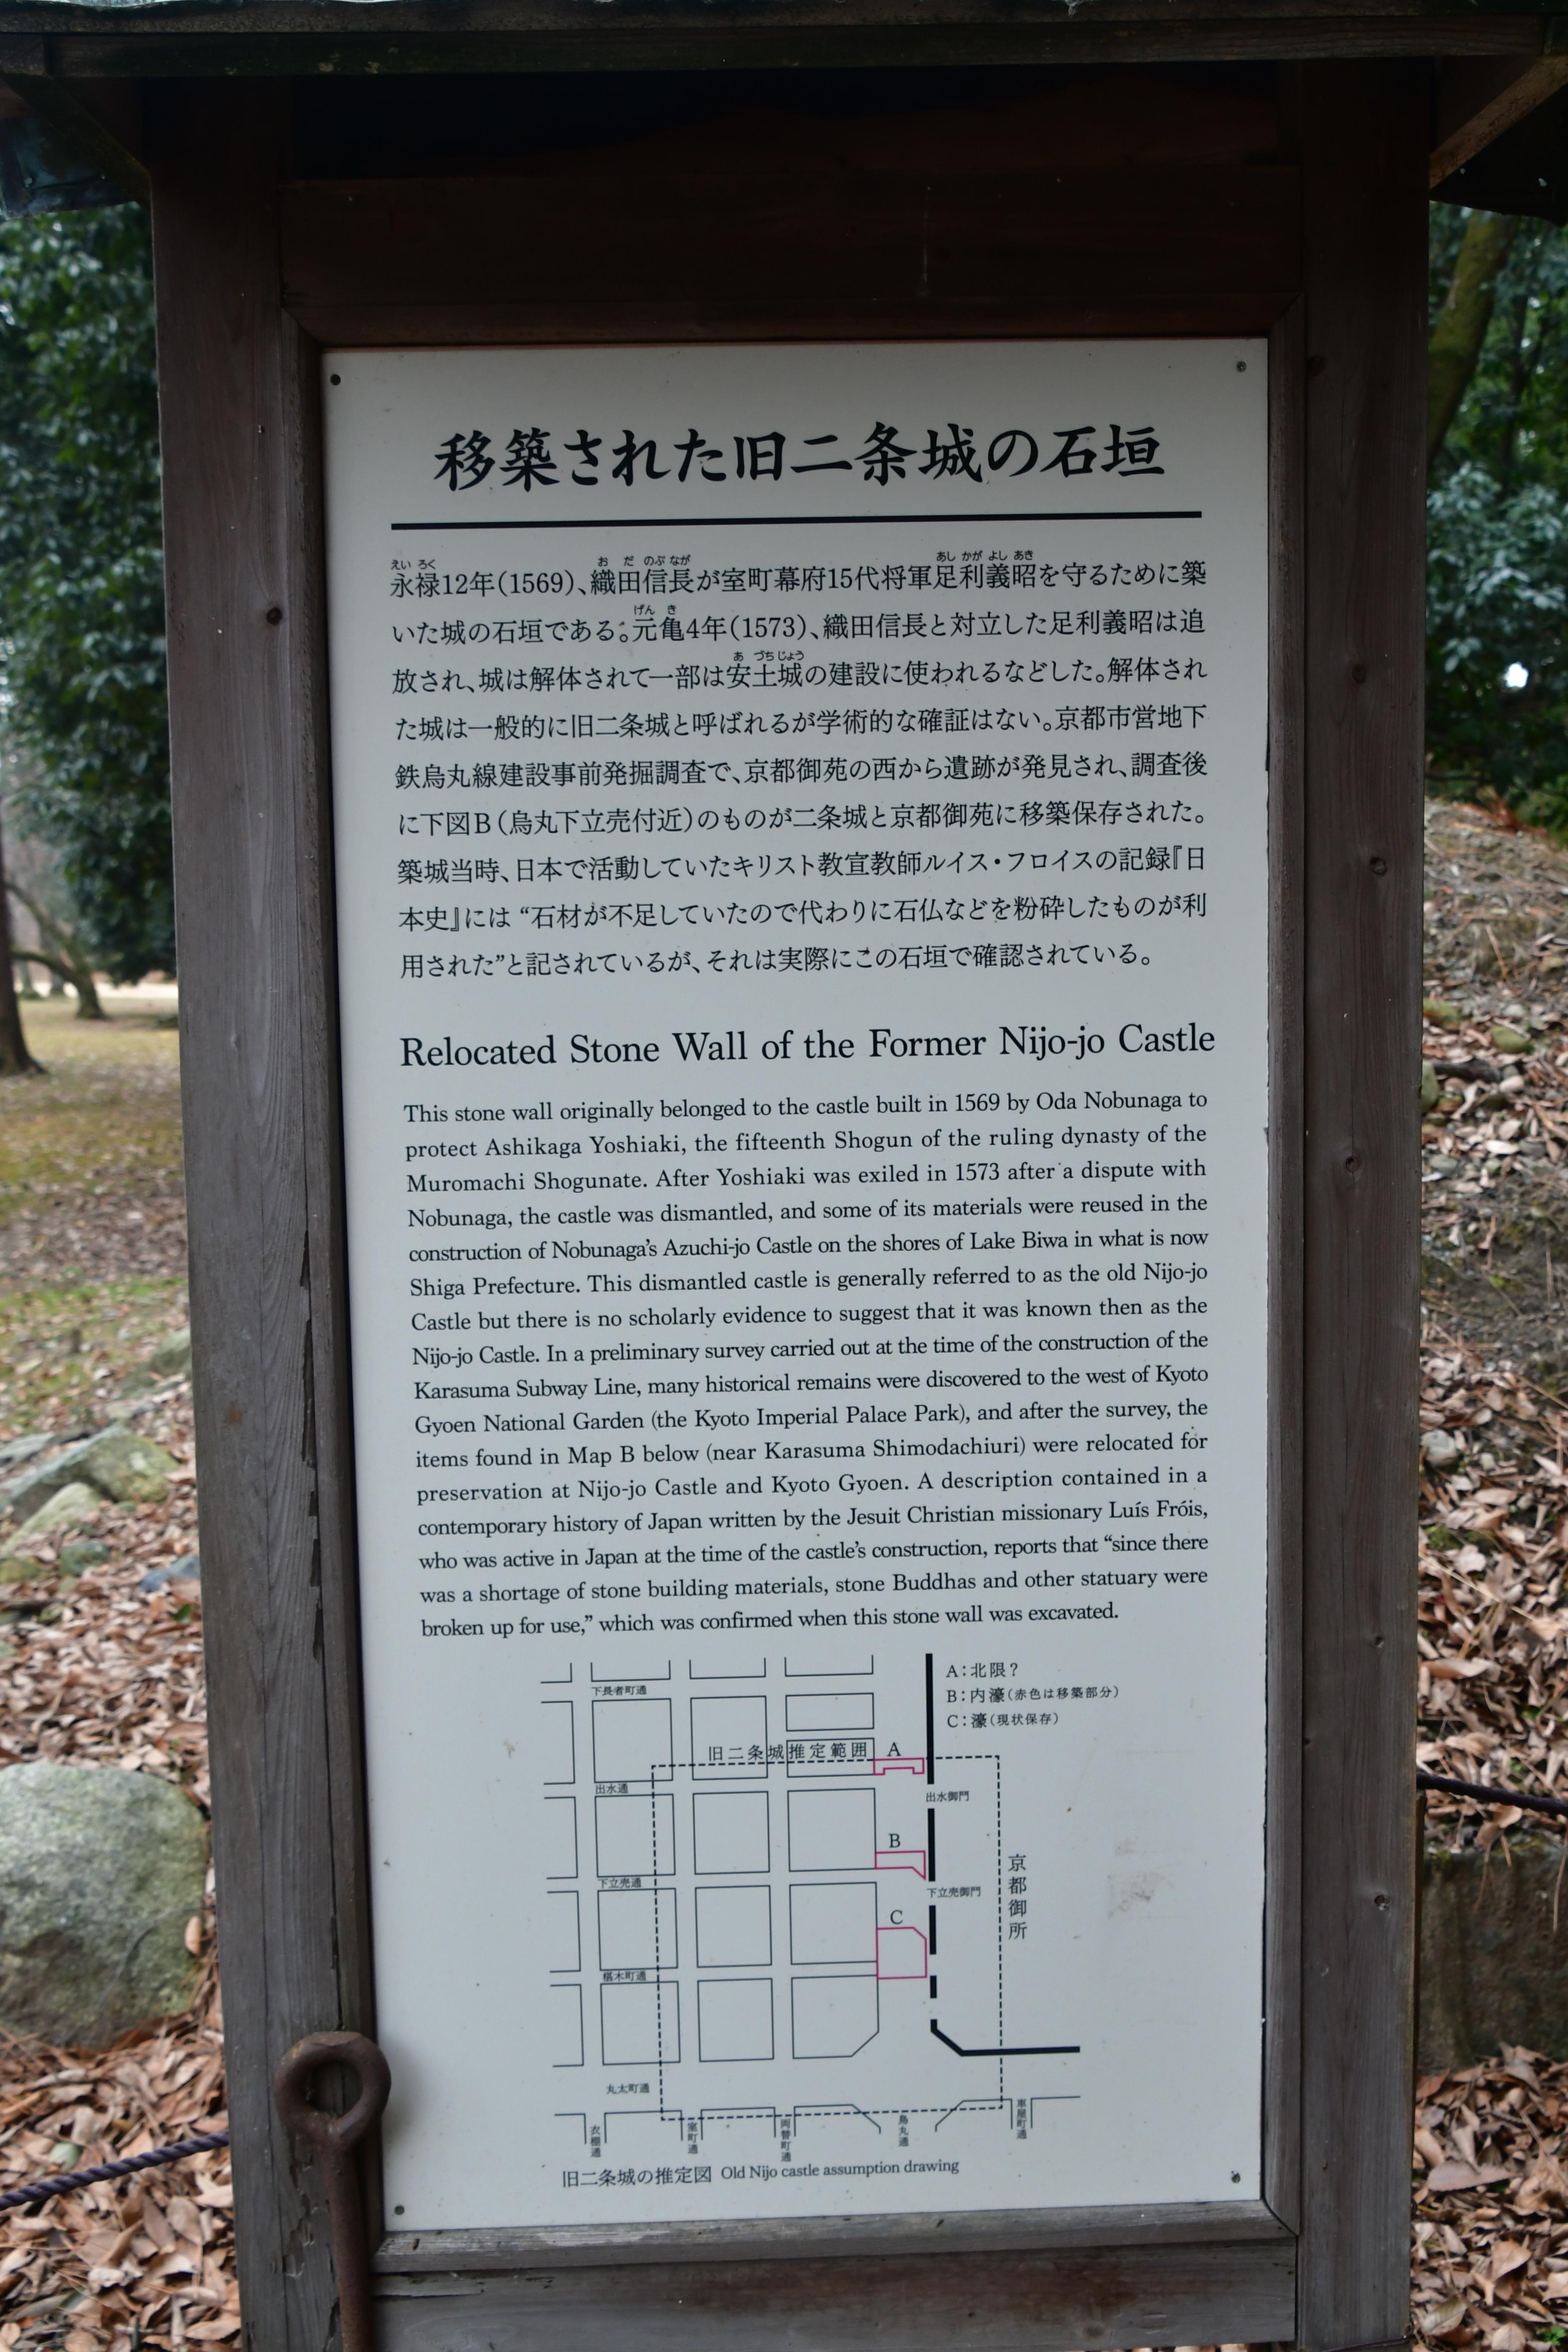 移築された旧二条城の石垣
えい ろく お だ のぶ なが あし かが よし あき
永禄12年(1569)、織田信長が室町幕府15代将軍足利義昭を守るために築
げん き
いた城の石垣である。元亀4年(1573)、織田信長と対立した足利義昭は追
あ づち じょう
放され、城は解体されて一部は安土城の建設に使われるなどした。解体され
た城は一般的に旧二条城と呼ばれるが学術的な確証はない。京都市営地下
鉄烏丸線建設事前発掘調査で、京都御苑の西から遺跡が発見され、調査後
に下図B(烏丸下立売付近)のものが二条城と京都御苑に移築保存された。
築城当時、日本で活動していたキリスト教宣教師ルイス・フロイスの記録『日
本史』には “石材が不足していたので代わりに石仏などを粉砕したものが利
用された”と記されているが、それは実際にこの石垣で確認されている。
Relocated Stone Wall of the Former Nijo-jo Castle
This stone wall originally belonged to the castle built in 1569 by Oda Nobunaga to
protect Ashikaga Yoshiaki, the fifteenth Shogun of the ruling dynasty of the
Muromachi Shogunate. After Yoshiaki was exiled in 1573 after a dispute with
Nobunaga, the castle was dismantled, and some of its materials were reused in the
construction of Nobunaga’s Azuchi-jo Castle on the shores of Lake Biwa in what is now
Shiga Prefecture. This dismantled castle is generally referred to as the old Nijo-jo
Castle but there is no scholarly evidence to suggest that it was known then as the
Nijo-jo Castle. In a preliminary survey carried out at the time of the construction of the
Karasuma Subway Line, many historical remains were discovered to the west of Kyoto
Gyoen National Garden (the Kyoto Imperial Palace Park), and after the survey, the
items found in Map B below (near Karasuma Shimodachiuri) were relocated for
preservation at Nijo-jo Castle and Kyoto Gyoen. A description contained in a
contemporary history of Japan written by the Jesuit Christian missionary Luís Fróis,
who was active in Japan at the time of the castle’s construction, reports that “since there
was a shortage of stone building materials, stone Buddhas and other statuary were
broken up for use,” which was confirmed when this stone wall was excavated.
A：北限？
B：内濠(赤色は移築部分)
C：濠(現状保存)
下長者町通
旧二条城推定範囲
A
出水通
出水御門
B
京都御所
下立売通
下立売御門
C
椹木町通
丸太町通
衣棚通
室町通
両替町通
烏丸通
車屋町通
旧二条城の推定図 Old Nijo castle assumption drawing